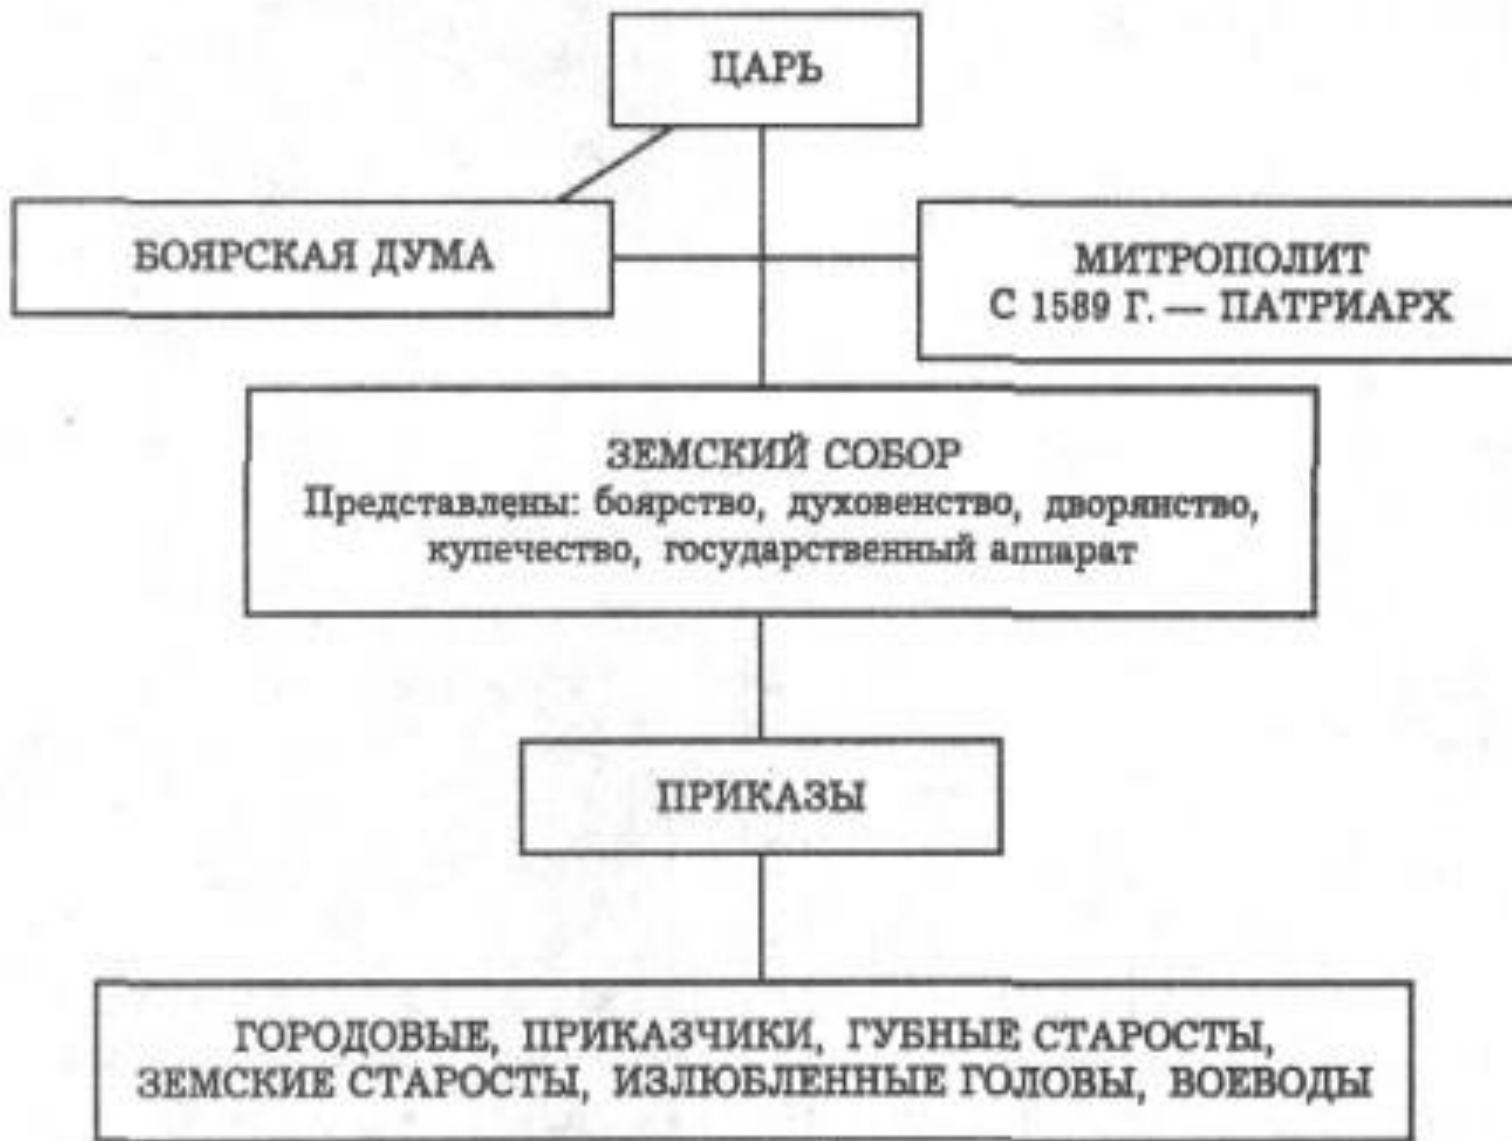 ЦАРЬ
БОЯРСКАЯ ДУМА
МИТРОПОЛИТ
С 1589 Г. — ПАТРИАРХ
ЗЕМСКИЙ СОБОР
Представлены: боярство, духовенство, дворянство,
купечество, государственный аппарат
ПРИКАЗЫ
ГОРОДОВЫЕ, ПРИКАЗЧИКИ, ГУБНЫЕ СТАРОСТЫ,
ЗЕМСКИЕ СТАРОСТЫ, ИЗЛЮБЛЕННЫЕ ГОЛОВЫ, ВОЕВОДЫ